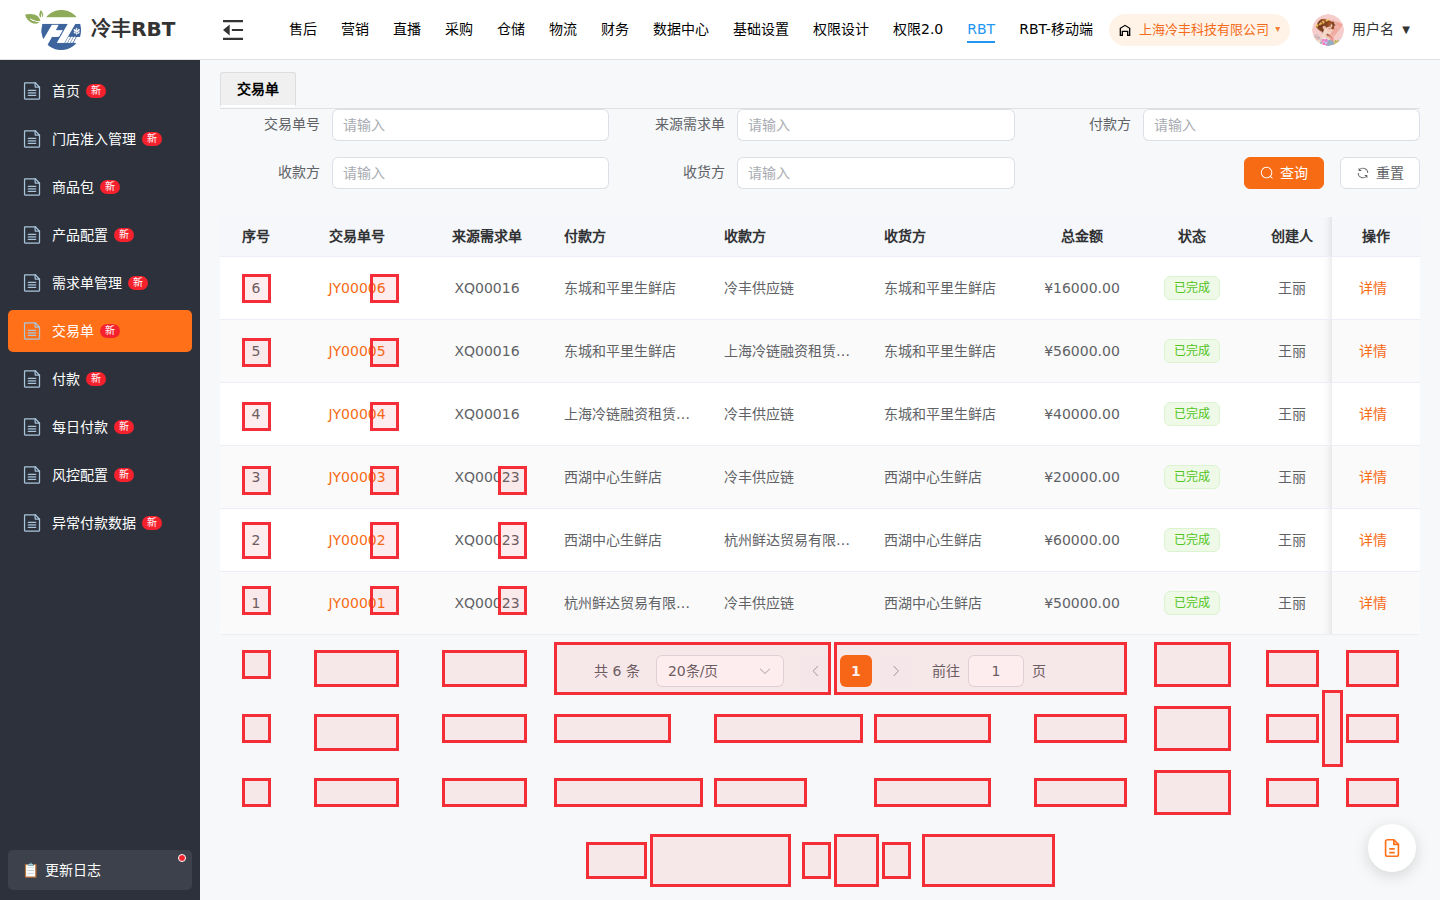 冷丰RBT
售后 营销 直播 采购 仓储 物流 财务 数据中心 基础设置 权限设计 权限2.0 RBT RBT-移动端 上海冷丰科技有限公司 ▾ 用户名 ▼
首页 新
门店准入管理 新
商品包 新
产品配置 新
需求单管理 新
交易单 新
付款 新
每日付款 新
风控配置 新
异常付款数据 新
更新日志
交易单
交易单号 请输入 来源需求单 请输入 付款方 请输入
收款方 请输入 收货方 请输入 查询 重置
序号 交易单号 来源需求单 付款方 收款方 收货方 总金额 状态 创建人 操作
6 JY00006 XQ00016 东城和平里生鲜店 冷丰供应链 东城和平里生鲜店 ¥16000.00 已完成 王丽 详情
5 JY00005 XQ00016 东城和平里生鲜店 上海冷链融资租赁… 东城和平里生鲜店 ¥56000.00 已完成 王丽 详情
4 JY00004 XQ00016 上海冷链融资租赁… 冷丰供应链 东城和平里生鲜店 ¥40000.00 已完成 王丽 详情
3 JY00003 XQ00023 西湖中心生鲜店 冷丰供应链 西湖中心生鲜店 ¥20000.00 已完成 王丽 详情
2 JY00002 XQ00023 西湖中心生鲜店 杭州鲜达贸易有限… 西湖中心生鲜店 ¥60000.00 已完成 王丽 详情
1 JY00001 XQ00023 杭州鲜达贸易有限… 冷丰供应链 西湖中心生鲜店 ¥50000.00 已完成 王丽 详情
共 6 条 20条/页 1 前往 1 页